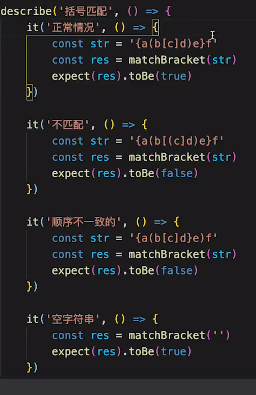 describe('括号匹配', () => {
it('正常情况', () => {
const str = '{a(b[c]d)e}f'
const res = matchBracket(str)
expect(res).toBe(true)
})
it('不匹配', () => {
const str = '{a(b[(c]d)e}f'
const res = matchBracket(str)
expect(res).toBe(false)
})
it('顺序不一致的', () => {
const str = '{a(b[c]d}e)f'
const res = matchBracket(str)
expect(res).toBe(false)
})
it('空字符串', () => {
const res = matchBracket('')
expect(res).toBe(true)
})